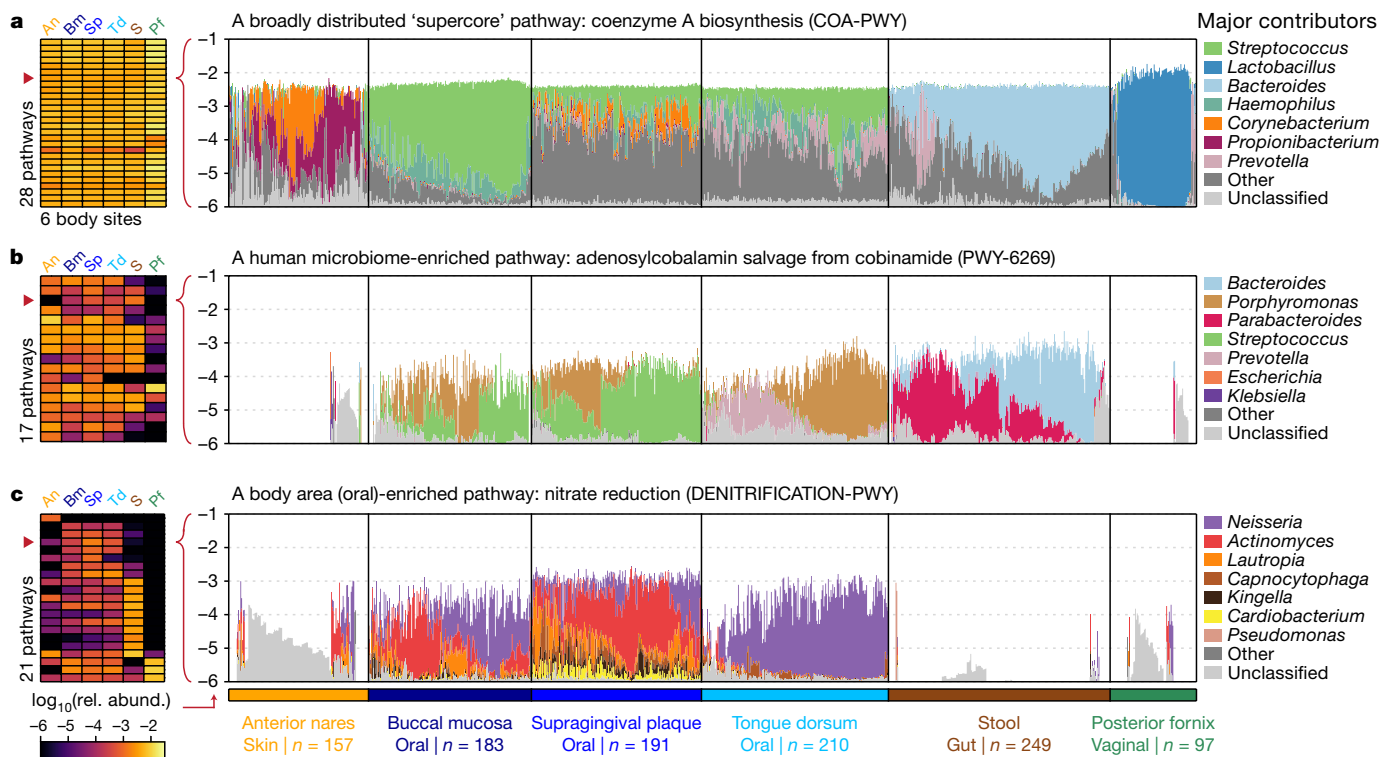 a
An Bm Sp Td S Pf
28 pathways
6 body sites
A broadly distributed ‘supercore’ pathway: coenzyme A biosynthesis (COA-PWY)
−1
−2
−3
−4
−5
−6
Major contributors
Streptococcus
Lactobacillus
Bacteroides
Haemophilus
Corynebacterium
Propionibacterium
Prevotella
Other
Unclassified
b
An Bm Sp Td S Pf
17 pathways
A human microbiome-enriched pathway: adenosylcobalamin salvage from cobinamide (PWY-6269)
−1
−2
−3
−4
−5
−6
Bacteroides
Porphyromonas
Parabacteroides
Streptococcus
Prevotella
Escherichia
Klebsiella
Other
Unclassified
c
An Bm Sp Td S Pf
21 pathways
A body area (oral)-enriched pathway: nitrate reduction (DENITRIFICATION-PWY)
−1
−2
−3
−4
−5
−6
Neisseria
Actinomyces
Lautropia
Capnocytophaga
Kingella
Cardiobacterium
Pseudomonas
Other
Unclassified
log10(rel. abund.)
−6 −5 −4 −3 −2
Anterior nares
Skin | n = 157
Buccal mucosa
Oral | n = 183
Supragingival plaque
Oral | n = 191
Tongue dorsum
Oral | n = 210
Stool
Gut | n = 249
Posterior fornix
Vaginal | n = 97